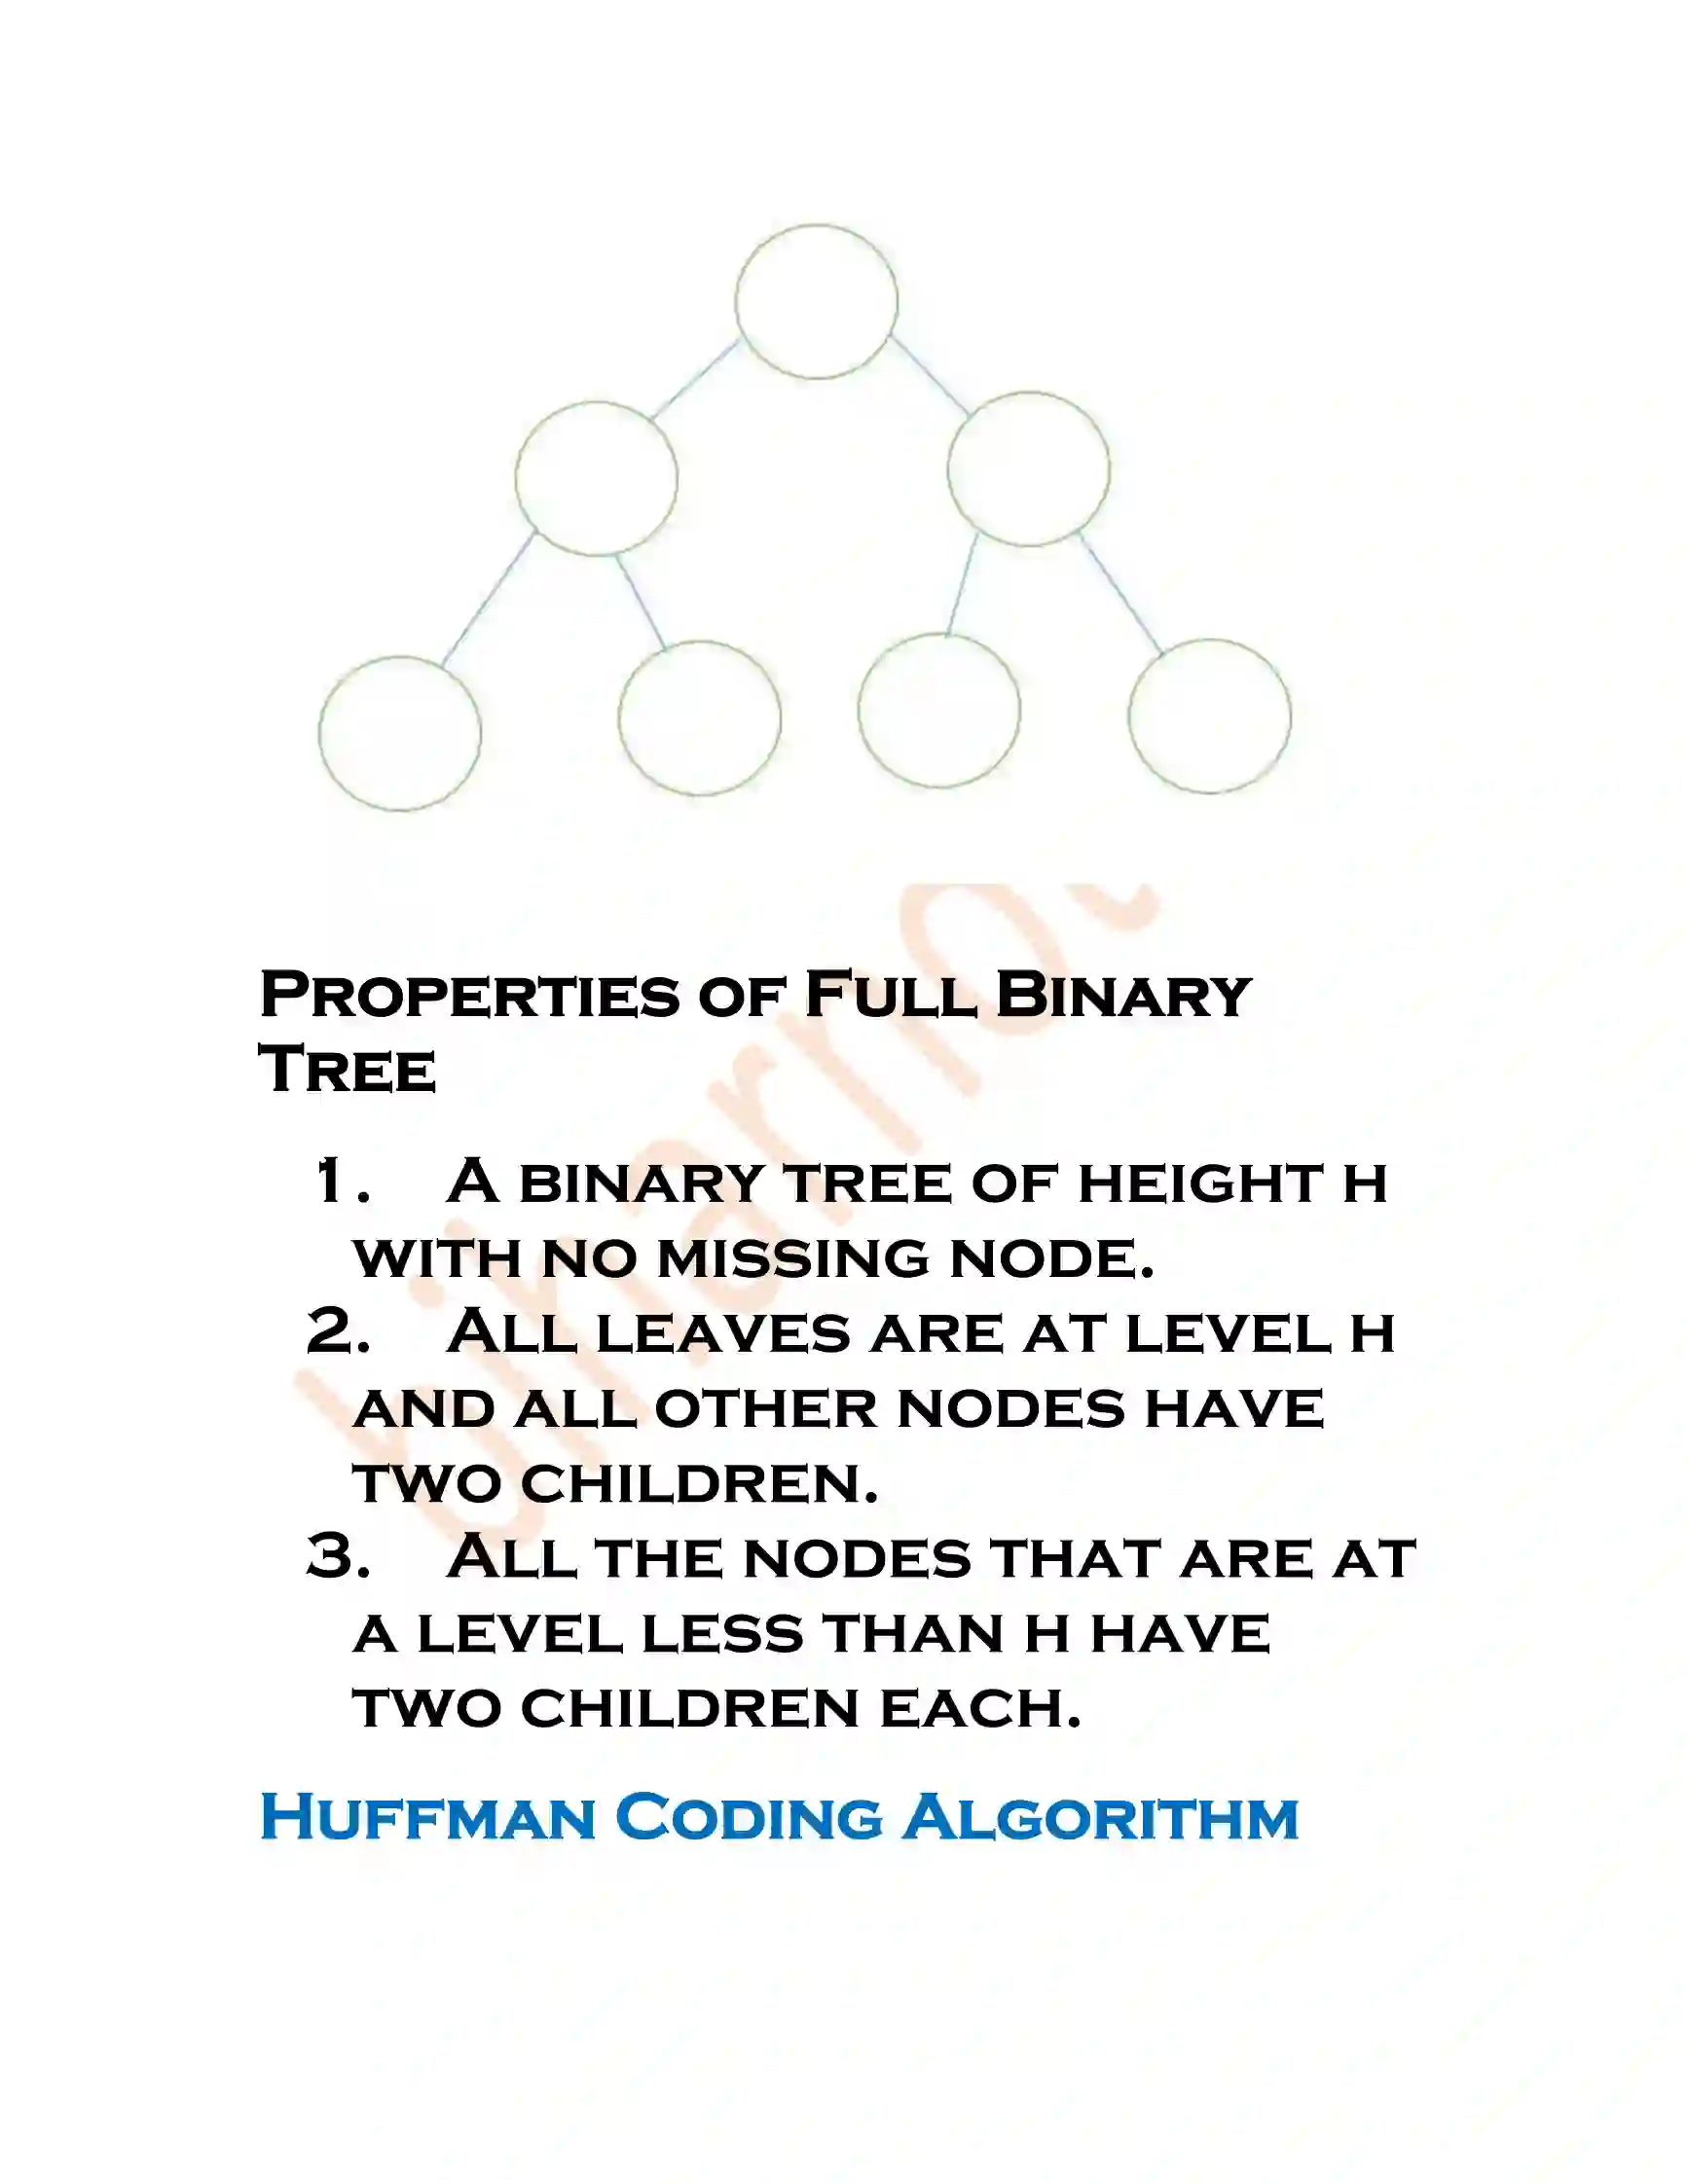 Properties of Full Binary
Tree
1. A binary tree of height h
with no missing node.
2. All leaves are at level h
and all other nodes have
two children.
3. All the nodes that are at
a level less than h have
two children each.
Huffman Coding Algorithm